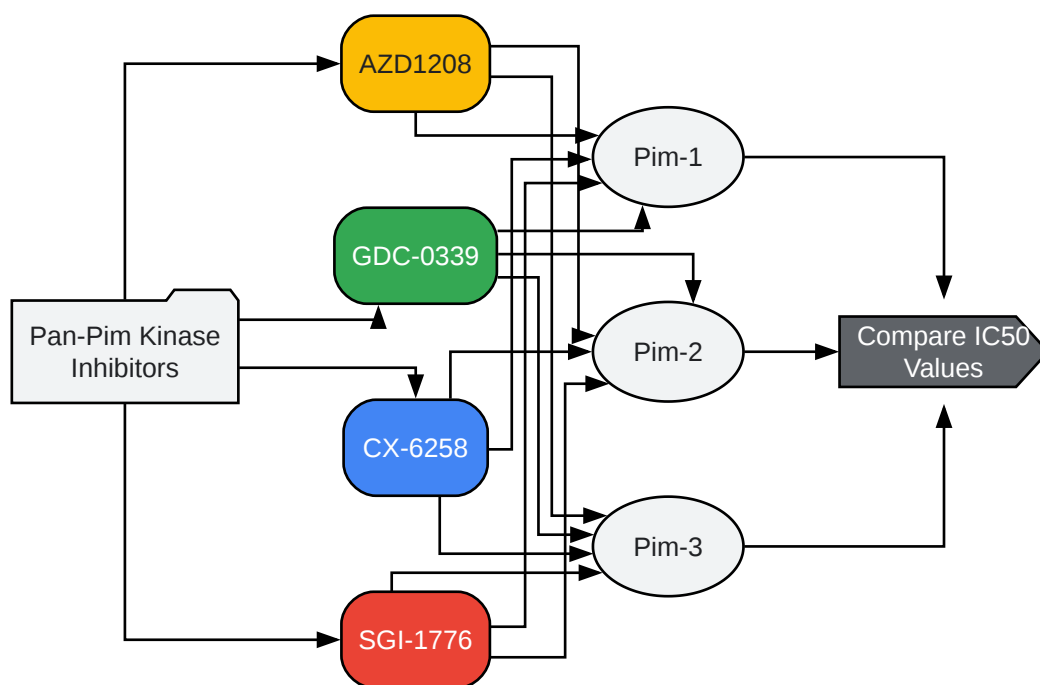 AZD1208
Pim-1
GDC-0339
Pan-Pim Kinase
Inhibitors
Pim-2
Compare IC50
Values
CX-6258
Pim-3
SGI-1776